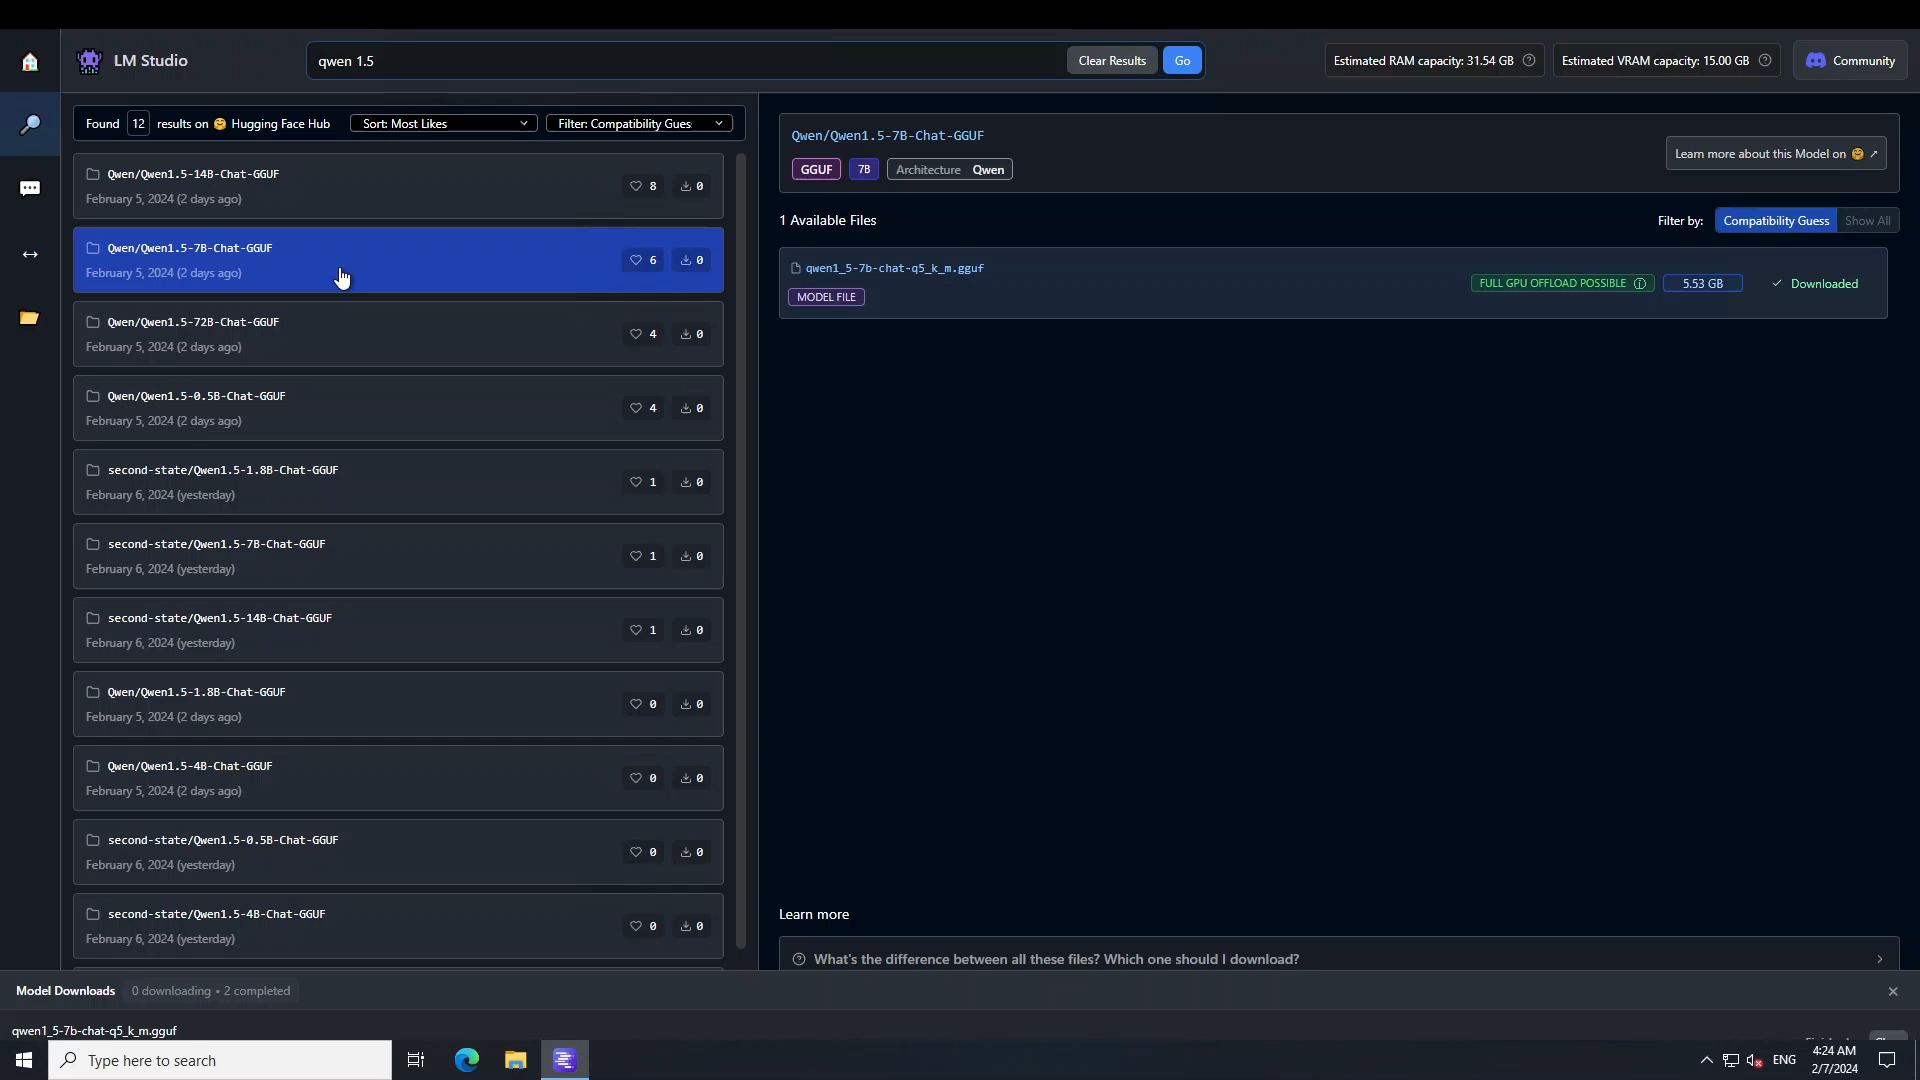 LM Studio
qwen 1.5
Clear Results
Go
Estimated RAM capacity: 31.54 GB
Estimated VRAM capacity: 15.00 GB
Community
Found 12 results on 🤗 Hugging Face Hub
Sort: Most Likes
Filter: Compatibility Gues
Qwen/Qwen1.5-14B-Chat-GGUF
February 5, 2024 (2 days ago)
8 0
Qwen/Qwen1.5-7B-Chat-GGUF
February 5, 2024 (2 days ago)
6 0
Qwen/Qwen1.5-72B-Chat-GGUF
February 5, 2024 (2 days ago)
4 0
Qwen/Qwen1.5-0.5B-Chat-GGUF
February 5, 2024 (2 days ago)
4 0
second-state/Qwen1.5-1.8B-Chat-GGUF
February 6, 2024 (yesterday)
1 0
second-state/Qwen1.5-7B-Chat-GGUF
February 6, 2024 (yesterday)
1 0
second-state/Qwen1.5-14B-Chat-GGUF
February 6, 2024 (yesterday)
1 0
Qwen/Qwen1.5-1.8B-Chat-GGUF
February 5, 2024 (2 days ago)
0 0
Qwen/Qwen1.5-4B-Chat-GGUF
February 5, 2024 (2 days ago)
0 0
second-state/Qwen1.5-0.5B-Chat-GGUF
February 6, 2024 (yesterday)
0 0
second-state/Qwen1.5-4B-Chat-GGUF
February 6, 2024 (yesterday)
0 0
Qwen/Qwen1.5-7B-Chat-GGUF
GGUF 7B Architecture Qwen
Learn more about this Model on 🤗 ↗
1 Available Files
Filter by: Compatibility Guess Show All
qwen1_5-7b-chat-q5_k_m.gguf
MODEL FILE
FULL GPU OFFLOAD POSSIBLE
5.53 GB
Downloaded
Learn more
What's the difference between all these files? Which one should I download?
Model Downloads 0 downloading • 2 completed
qwen1_5-7b-chat-q5_k_m.gguf
Type here to search
ENG
4:24 AM
2/7/2024